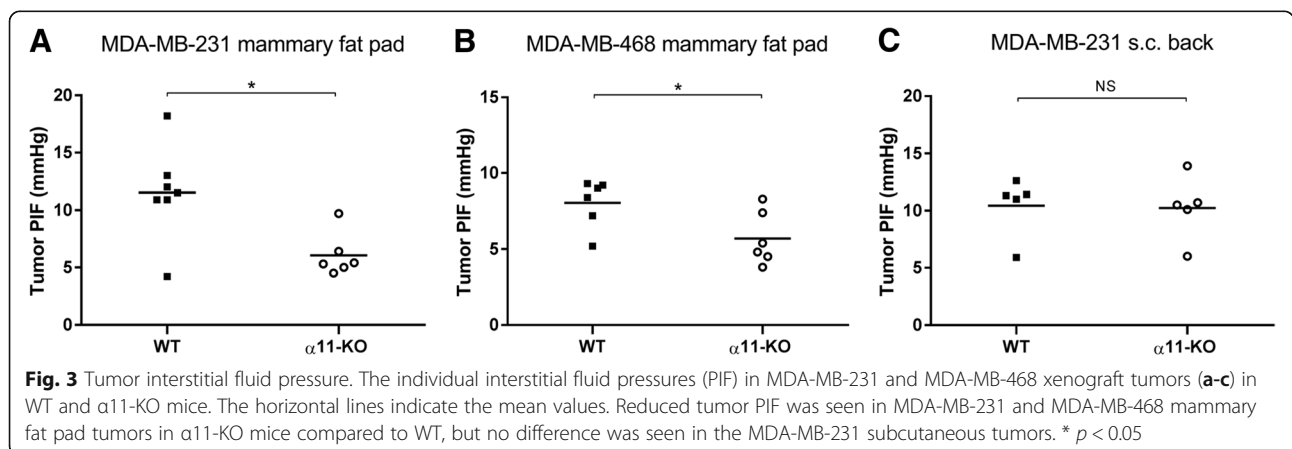 A MDA-MB-231 mammary fat pad
B MDA-MB-468 mammary fat pad
C MDA-MB-231 s.c. back
*
*
NS
Tumor PIF (mmHg)
20
15
10
5
0
WT α11-KO
Tumor PIF (mmHg)
15
10
5
0
WT α11-KO
Tumor PIF (mmHg)
20
15
10
5
0
WT α11-KO
Fig. 3 Tumor interstitial fluid pressure. The individual interstitial fluid pressures (PIF) in MDA-MB-231 and MDA-MB-468 xenograft tumors (a-c) in
WT and α11-KO mice. The horizontal lines indicate the mean values. Reduced tumor PIF was seen in MDA-MB-231 and MDA-MB-468 mammary
fat pad tumors in α11-KO mice compared to WT, but no difference was seen in the MDA-MB-231 subcutaneous tumors. * p < 0.05